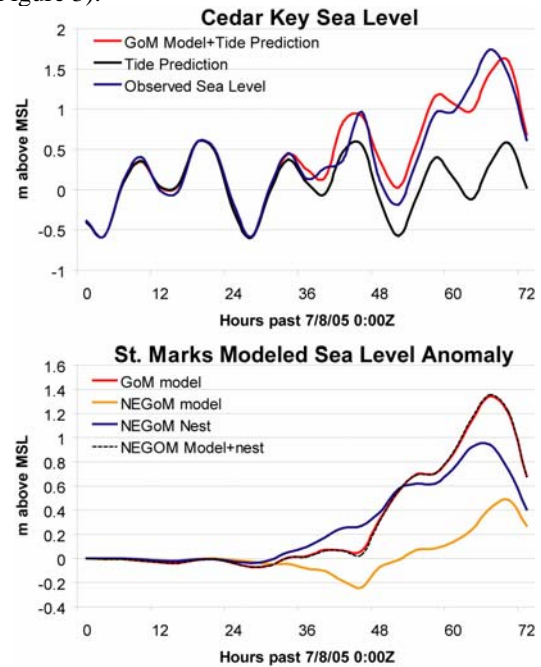 igure 3).
Cedar Key Sea Level
2
1.5
1
0.5
0
-0.5
-1
m above MSL
GoM Model+Tide Prediction
Tide Prediction
Observed Sea Level
0 12 24 36 48 60 72
Hours past 7/8/05 0:00Z
St. Marks Modeled Sea Level Anomaly
1.6
1.4
1.2
1
0.8
0.6
0.4
0.2
0
-0.2
-0.4
m above MSL
GoM model
NEGoM model
NEGoM Nest
NEGOM Model+nest
0 12 24 36 48 60 72
Hours past 7/8/05 0:00Z